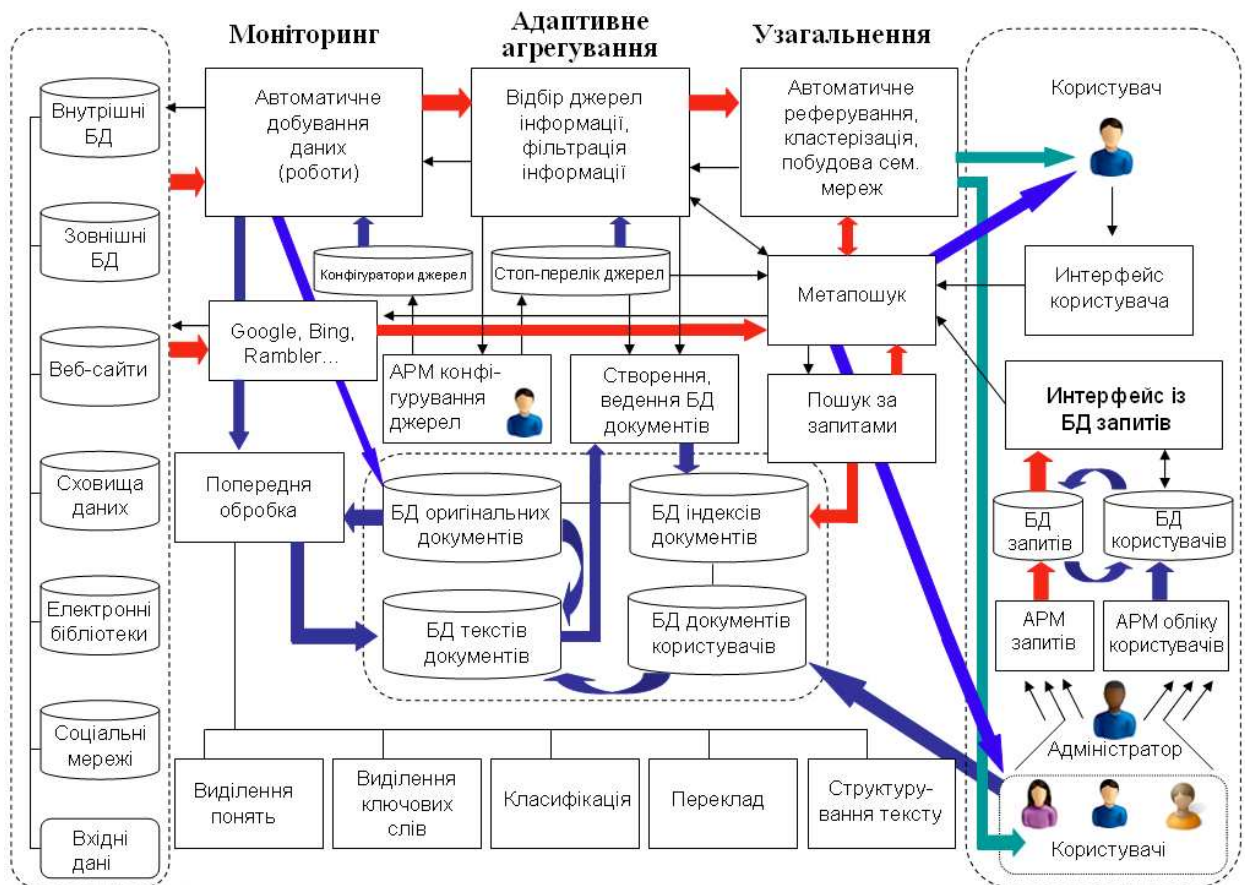 Моніторинг
Адаптивне
агрегування
Узагальнення
Внутрішні
БД
Зовнішні
БД
Веб-сайти
Сховища
даних
Електронні
бібліотеки
Соціальні
мережі
Вхідні
дані
Автоматичне
добування
даних
(роботи)
Відбір джерел
інформації,
фільтрація
інформації
Автоматичне
реферування,
кластерізація,
побудова сем.
мереж
Користувач
Конфігуратори джерел
Стоп-перелік джерел
Метапошук
Интерфейс
користувача
Google, Bing,
Rambler...
АРМ конфі-
гурування
джерел
Створення,
ведення БД
документів
Пошук за
запитами
Интерфейс із
БД запитів
Попередня
обробка
БД оригінальних
документів
БД індексів
документів
БД
запитів
БД
користувачів
БД текстів
документів
БД документів
користувачів
АРМ
запитів
АРМ обліку
користувачів
Адміністратор
Виділення
понять
Виділення
ключових
слів
Класифікація
Переклад
Структуру-
вання тексту
Користувачі